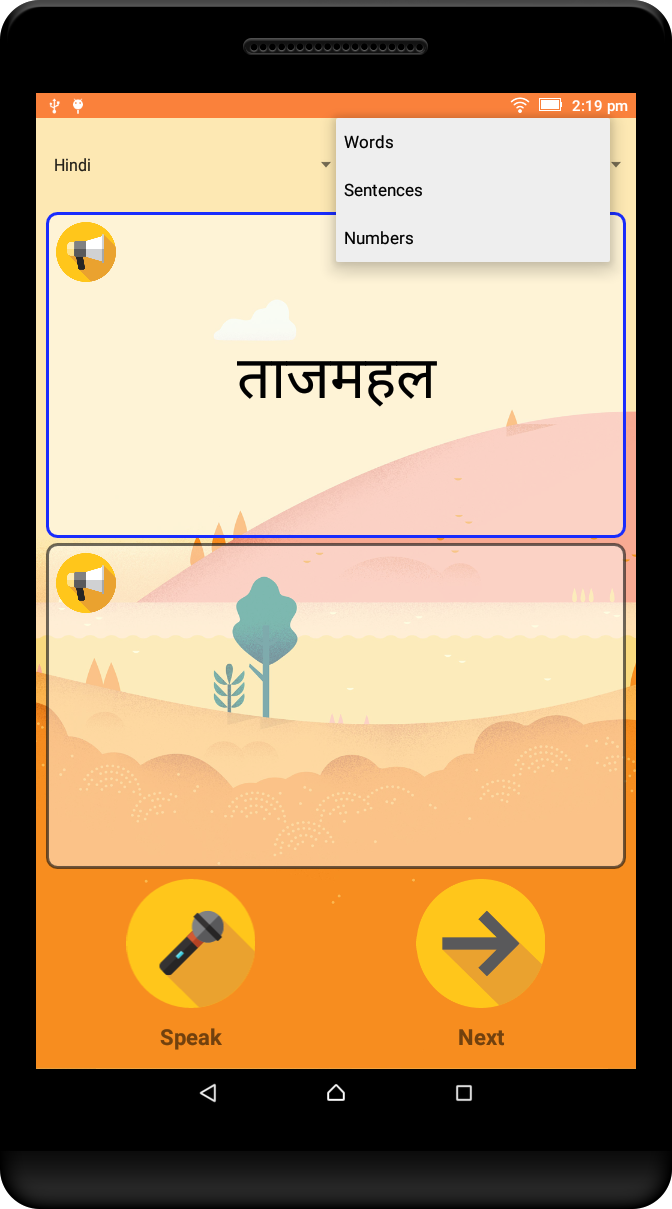 2:19 pm
Hindi
Words
Sentences
Numbers
ताजमहल
Speak
Next